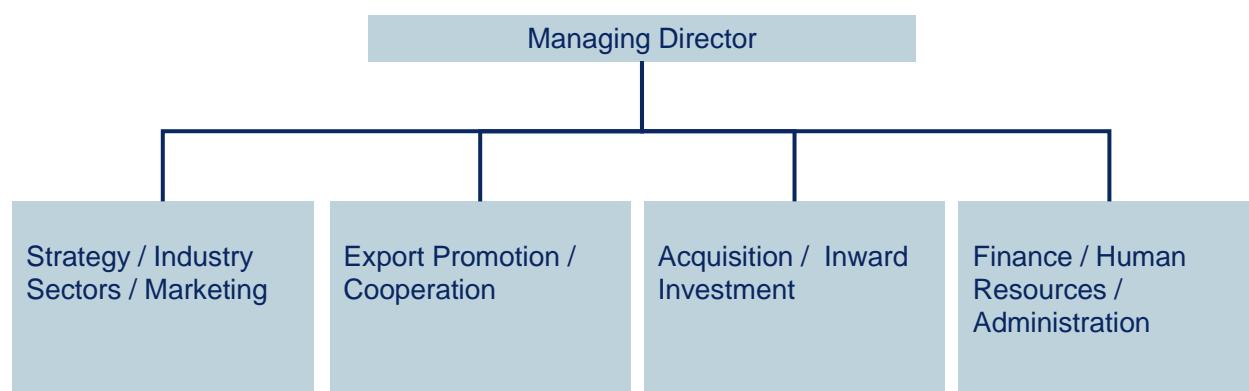 Managing Director
Strategy / Industry
Sectors / Marketing
Export Promotion /
Cooperation
Acquisition /  Inward
Investment
Finance / Human
Resources /
Administration